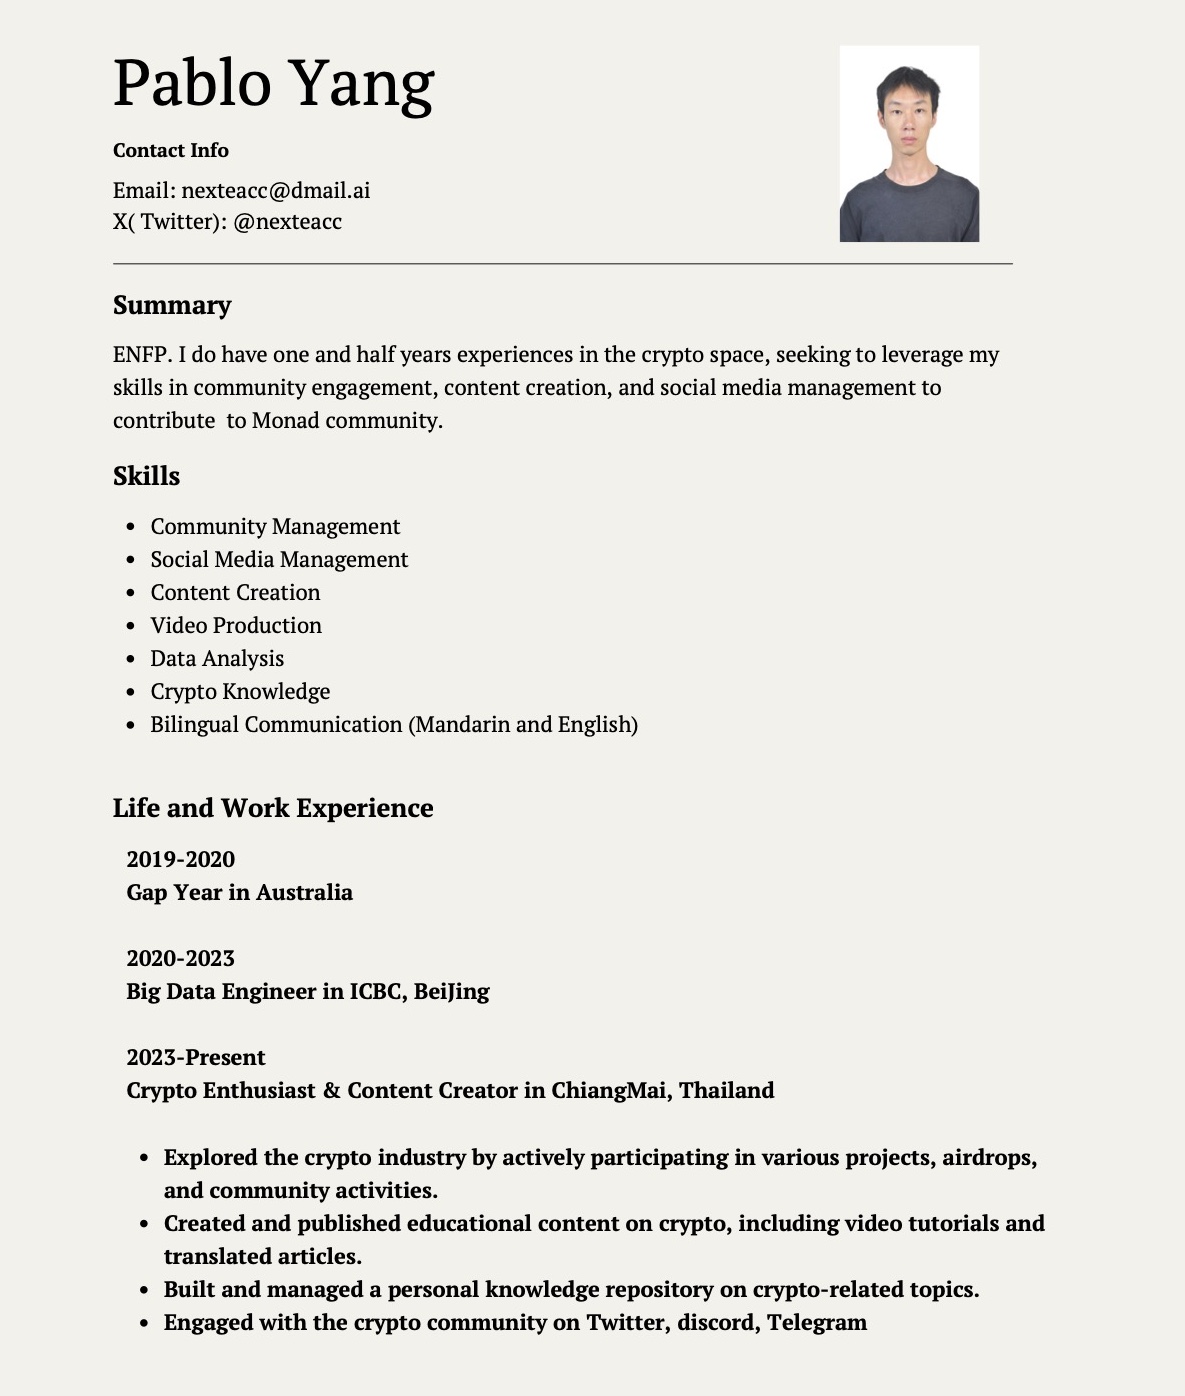 Pablo Yang
Contact Info
Email: nexteacc@dmail.ai
X( Twitter): @nexteacc
Summary
ENFP. I do have one and half years experiences in the crypto space, seeking to leverage my
skills in community engagement, content creation, and social media management to
contribute  to Monad community.
Skills
• Community Management
• Social Media Management
• Content Creation
• Video Production
• Data Analysis
• Crypto Knowledge
• Bilingual Communication (Mandarin and English)
Life and Work Experience
2019-2020
Gap Year in Australia
2020-2023
Big Data Engineer in ICBC, BeiJing
2023-Present
Crypto Enthusiast & Content Creator in ChiangMai, Thailand
• Explored the crypto industry by actively participating in various projects, airdrops,
and community activities.
• Created and published educational content on crypto, including video tutorials and
translated articles.
• Built and managed a personal knowledge repository on crypto-related topics.
• Engaged with the crypto community on Twitter, discord, Telegram